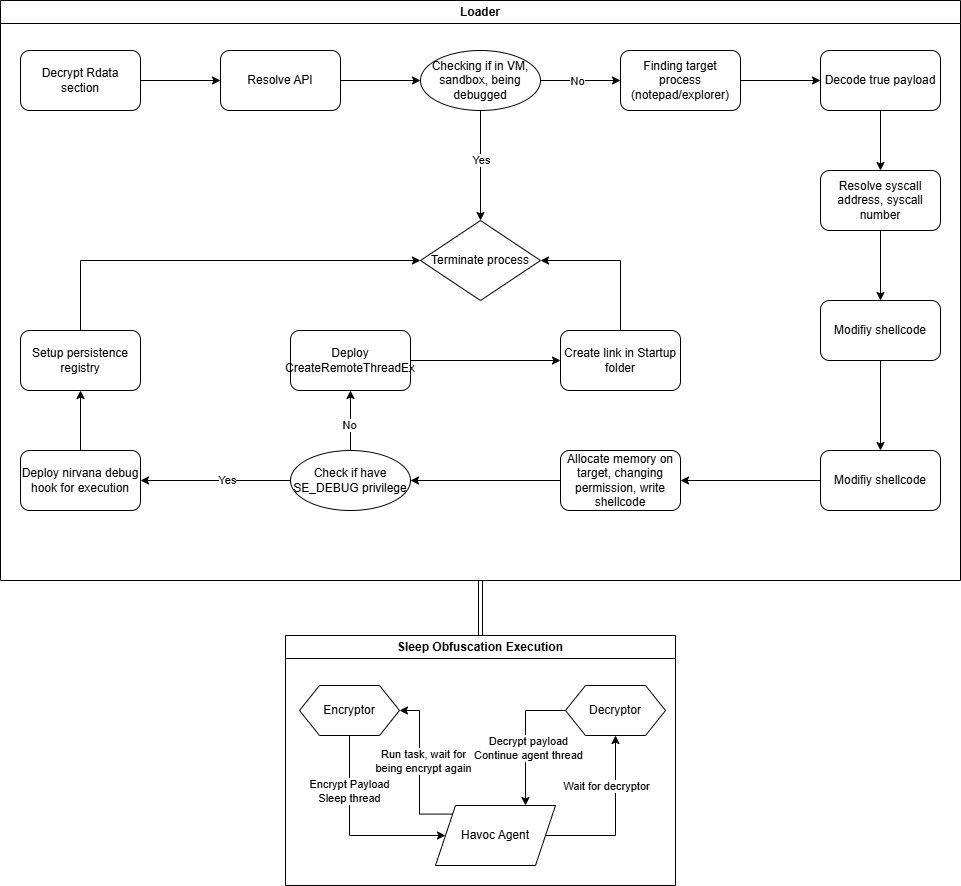 Loader
Decrypt Rdata
section
Resolve API
Checking if in VM,
sandbox, being
debugged
No
Finding target
process
(notepad/explorer)
Decode true payload
Yes
Resolve syscall
address, syscall
number
Terminate process
Modifiy shellcode
Setup persistence
registry
Deploy
CreateRemoteThreadEx
Create link in Startup
folder
No
Deploy nirvana debug
hook for execution
Yes
Check if have
SE_DEBUG privilege
Allocate memory on
target, changing
permission, write
shellcode
Modifiy shellcode
Sleep Obfuscation Execution
Encryptor
Decryptor
Run task, wait for
being encrypt again
Decrypt payload
Continue agent thread
Encrypt Payload
Sleep thread
Wait for decryptor
Havoc Agent